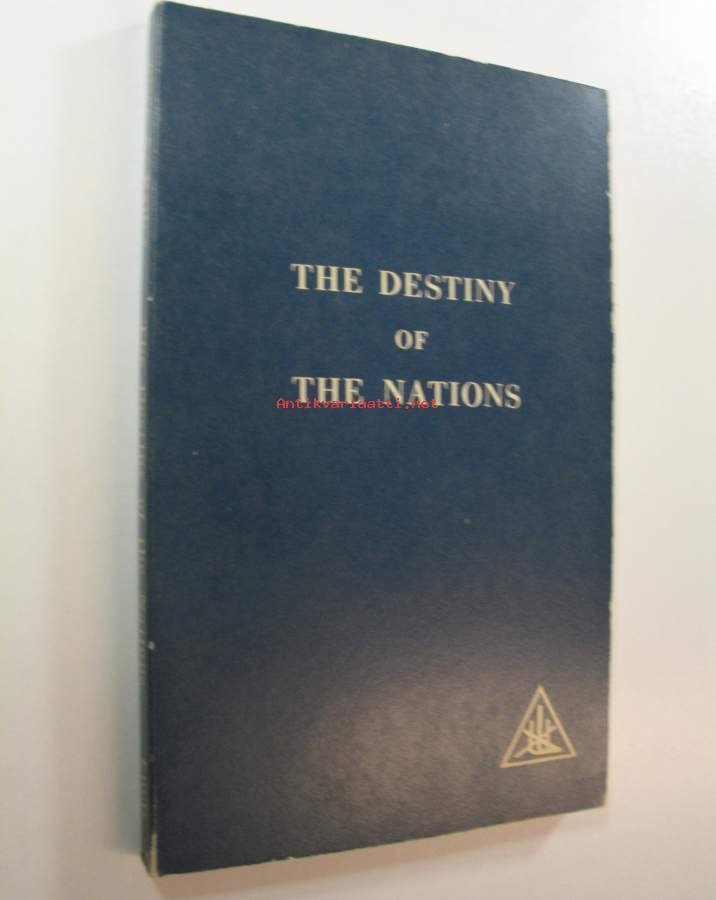 THE DESTINY
OF
THE NATIONS
Antikvariaatti.net